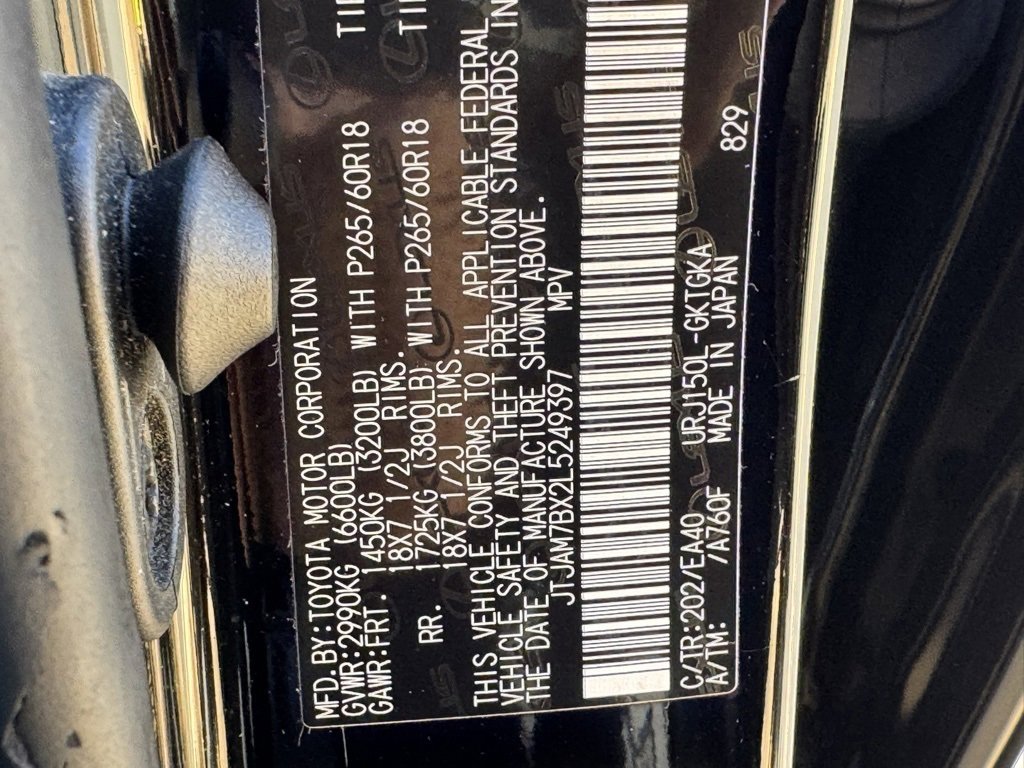 MFD.BY:TOYOTA MOTOR CORPORATION
GVWR:2990KG (6600LB)
GAWR:FRT. 1450KG (3200LB) WITH P265/60R18 TI
18X7 1/2J RIMS.
RR. 1725KG (3800LB) WITH P265/60R18 TI
18X7 1/2J RIMS.
THIS VEHICLE CONFORMS TO ALL APPLICABLE FEDERAL
VEHICLE SAFETY AND THEFT PREVENTION STANDARDS IN
THE DATE OF MANUFACTURE SHOWN ABOVE.
JTJAM7BX2L5249397 MPV
829
C/TR:202/EA40 URJ150L-GKTGKA
A/TM: /A760F MADE IN JAPAN